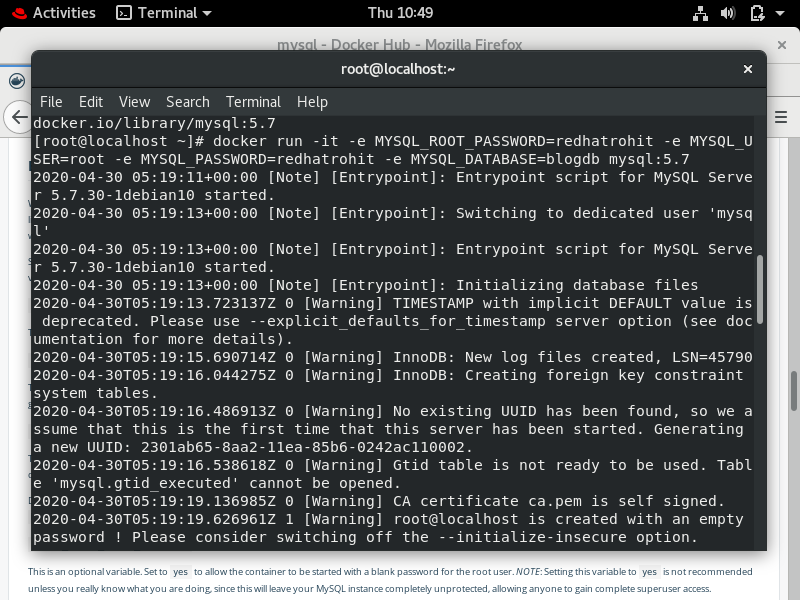 Activities
Terminal
Thu 10:49
mysql - Docker Hub - Mozilla Firefox
root@localhost:~
File Edit View Search Terminal Help
docker.io/library/mysql:5.7
[root@localhost ~]# docker run -it -e MYSQL_ROOT_PASSWORD=redhatrohit -e MYSQL_U
SER=root -e MYSQL_PASSWORD=redhatrohit -e MYSQL_DATABASE=blogdb mysql:5.7
2020-04-30 05:19:11+00:00 [Note] [Entrypoint]: Entrypoint script for MySQL Serve
r 5.7.30-1debian10 started.
2020-04-30 05:19:13+00:00 [Note] [Entrypoint]: Switching to dedicated user 'mysq
l'
2020-04-30 05:19:13+00:00 [Note] [Entrypoint]: Entrypoint script for MySQL Serve
r 5.7.30-1debian10 started.
2020-04-30 05:19:13+00:00 [Note] [Entrypoint]: Initializing database files
2020-04-30T05:19:13.723137Z 0 [Warning] TIMESTAMP with implicit DEFAULT value is
 deprecated. Please use --explicit_defaults_for_timestamp server option (see doc
umentation for more details).
2020-04-30T05:19:15.690714Z 0 [Warning] InnoDB: New log files created, LSN=45790
2020-04-30T05:19:16.044275Z 0 [Warning] InnoDB: Creating foreign key constraint
system tables.
2020-04-30T05:19:16.486913Z 0 [Warning] No existing UUID has been found, so we a
ssume that this is the first time that this server has been started. Generating
a new UUID: 2301ab65-8aa2-11ea-85b6-0242ac110002.
2020-04-30T05:19:16.538618Z 0 [Warning] Gtid table is not ready to be used. Tabl
e 'mysql.gtid_executed' cannot be opened.
2020-04-30T05:19:19.136985Z 0 [Warning] CA certificate ca.pem is self signed.
2020-04-30T05:19:19.626961Z 1 [Warning] root@localhost is created with an empty
password ! Please consider switching off the --initialize-insecure option.
This is an optional variable. Set to yes to allow the container to be started with a blank password for the root user. NOTE: Setting this variable to yes is not recommended
unless you really know what you are doing, since this will leave your MySQL instance completely unprotected, allowing anyone to gain complete superuser access.